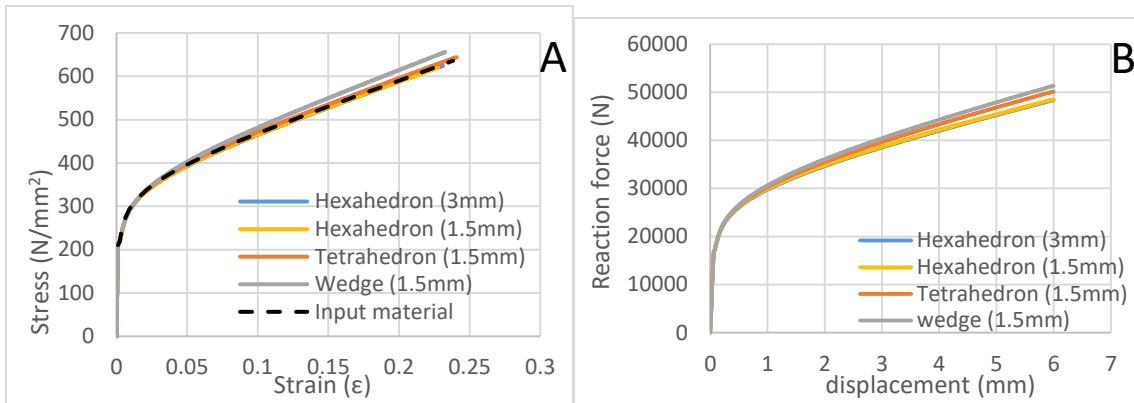 A
Stress (N/mm²)
700
600
500
400
300
200
100
0
Hexahedron (3mm)
Hexahedron (1.5mm)
Tetrahedron (1.5mm)
Wedge (1.5mm)
Input material
0 0.05 0.1 0.15 0.2 0.25 0.3
Strain (ε)
B
Reaction force (N)
60000
50000
40000
30000
20000
10000
0
Hexahedron (3mm)
Hexahedron (1.5mm)
Tetrahedron (1.5mm)
wedge (1.5mm)
0 1 2 3 4 5 6 7
displacement (mm)